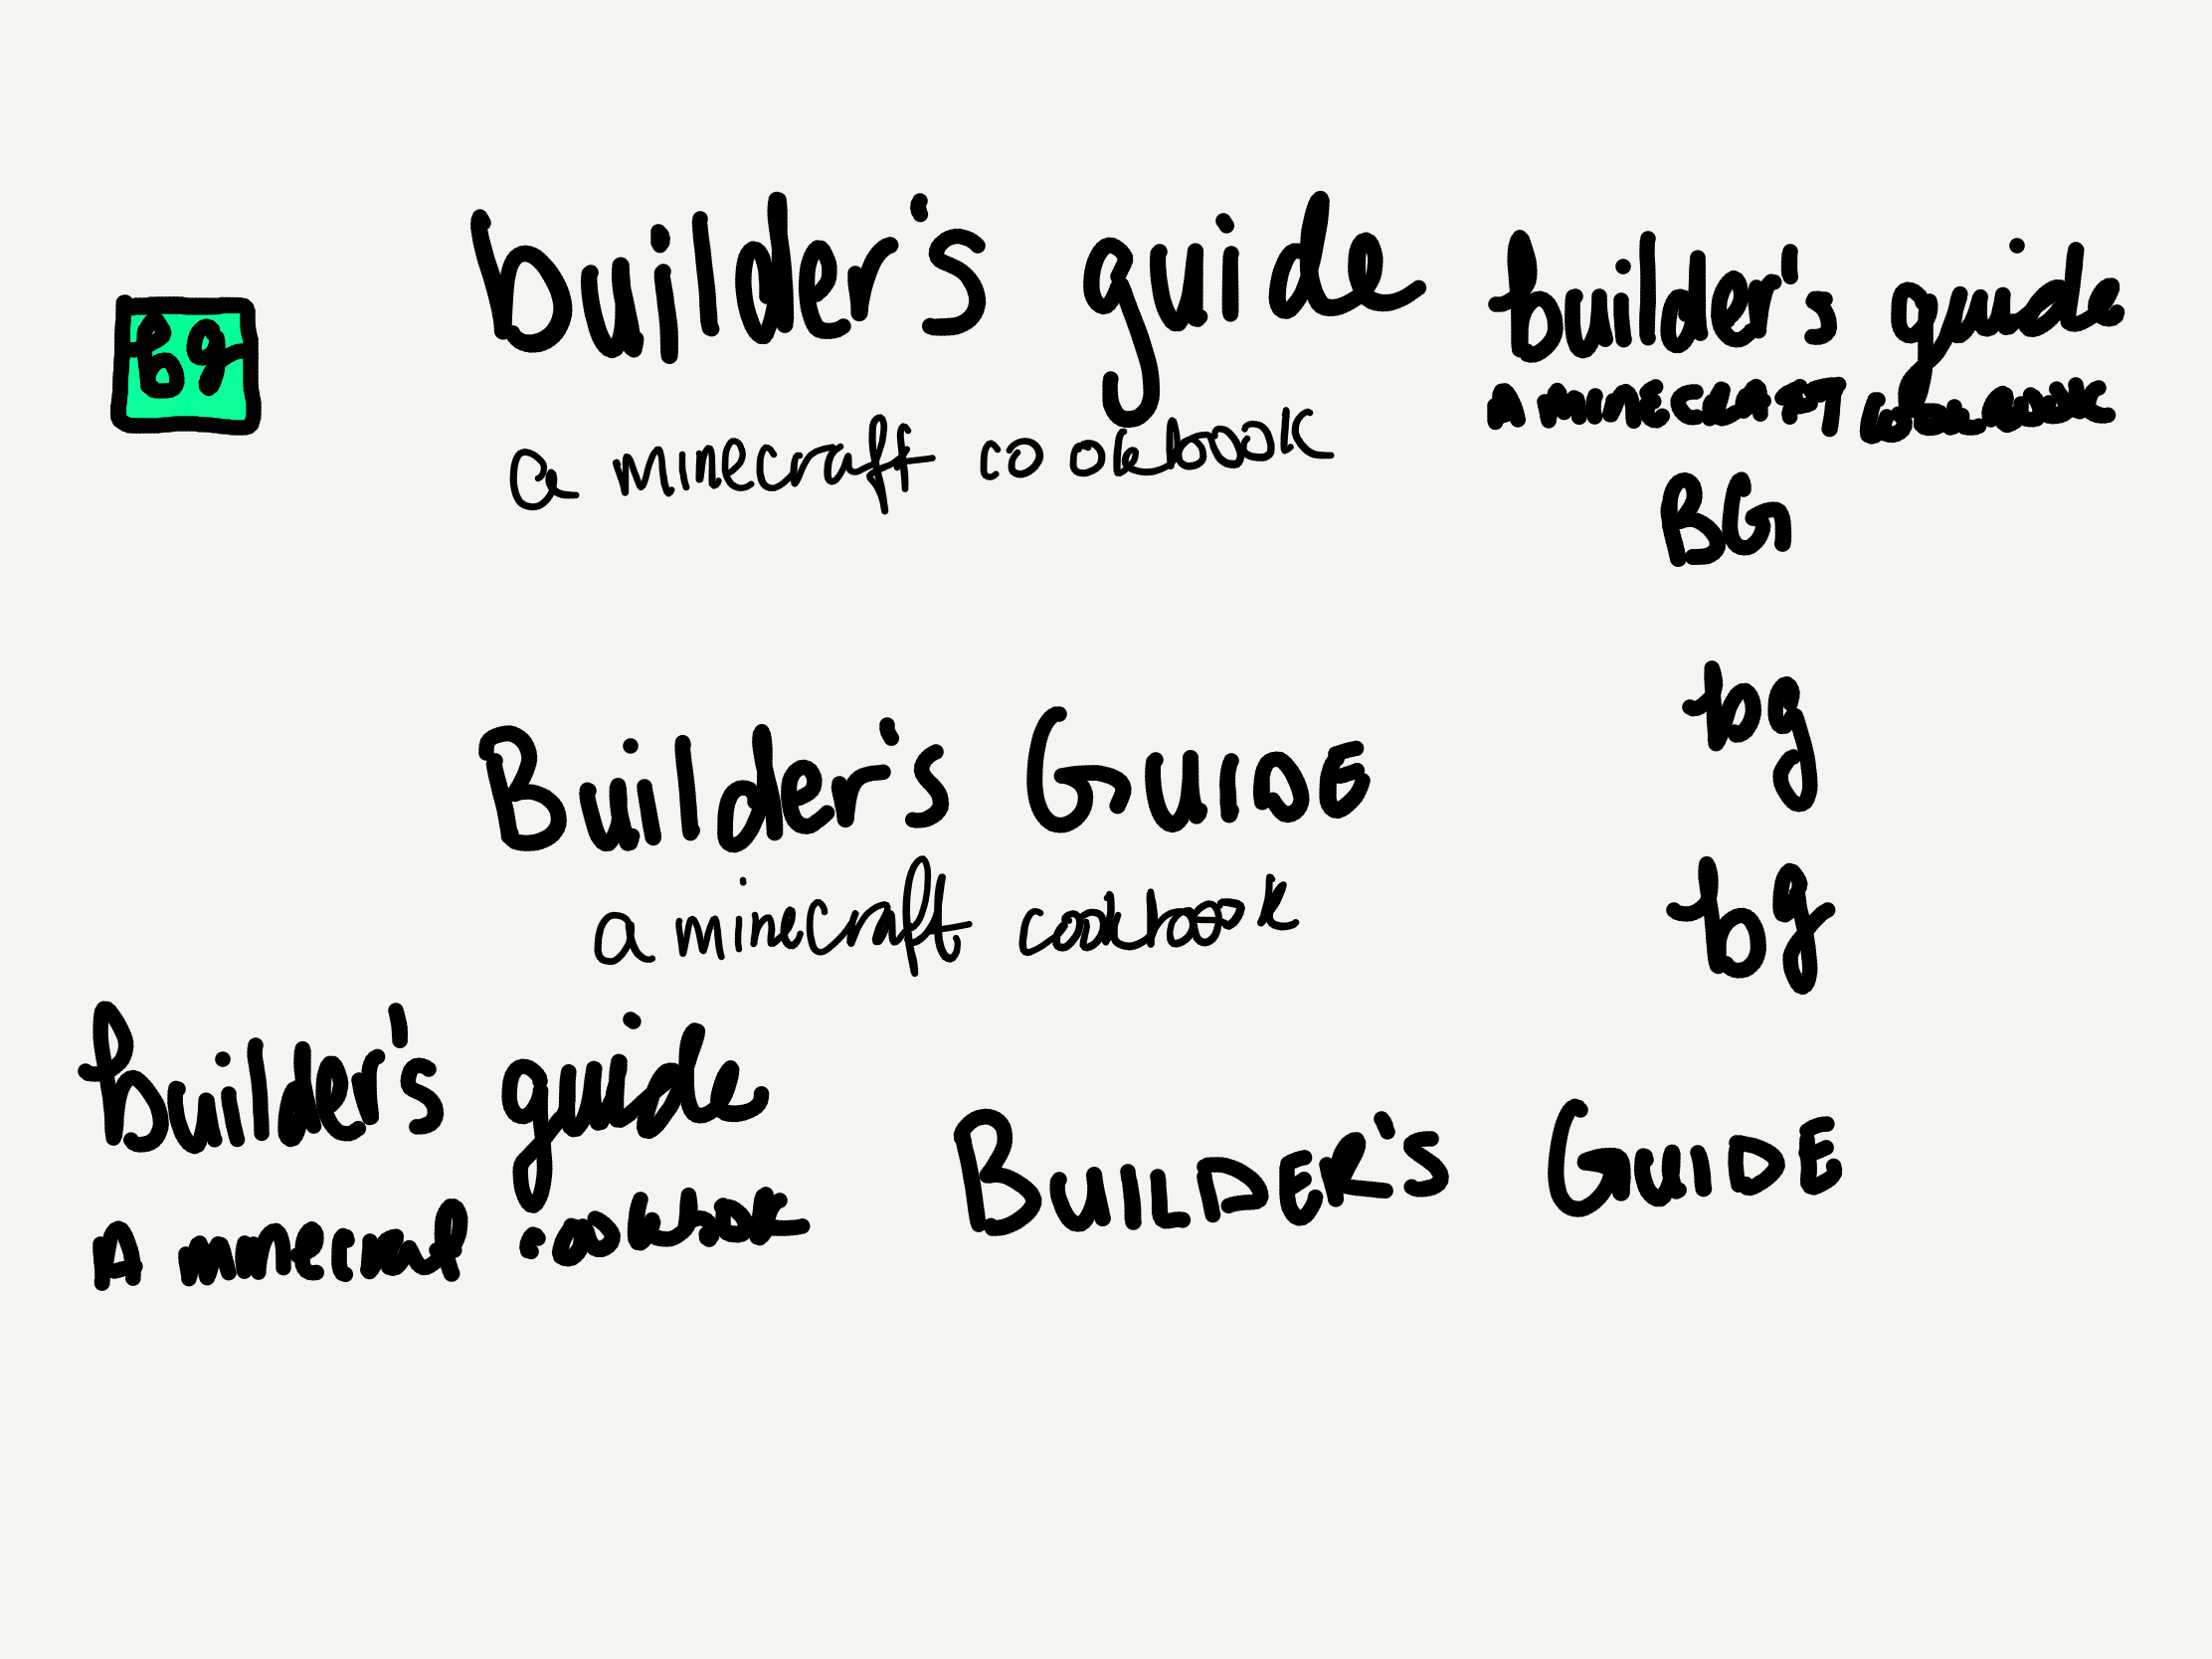 Bg
builder's guide
a minecraft cookbook
builder's guide
A MINECRAFT COOKBOOK
BG
bg
Builder's GUIDE
a minecraft cookbook
bg
Builder's guide
A minecraf cookbook
BUILDER'S GUIDE